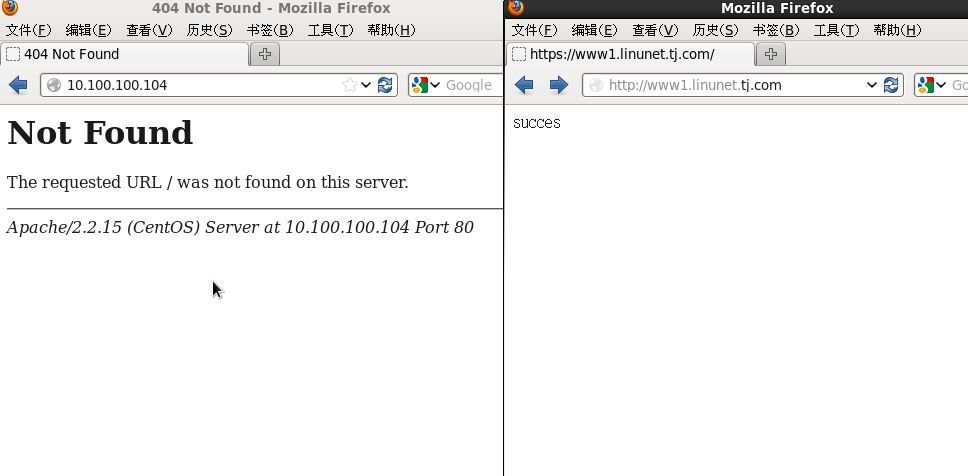 404 Not Found - Mozilla Firefox
文件(F) 编辑(E) 查看(V) 历史(S) 书签(B) 工具(T) 帮助(H)
404 Not Found
10.100.100.104 Google
Not Found
The requested URL / was not found on this server.
Apache/2.2.15 (CentOS) Server at 10.100.100.104 Port 80
Mozilla Firefox
文件(F) 编辑(E) 查看(V) 历史(S) 书签(B) 工具(T) 帮助(H)
https://www1.linunet.tj.com/
http://www1.linunet.tj.com Go
succes